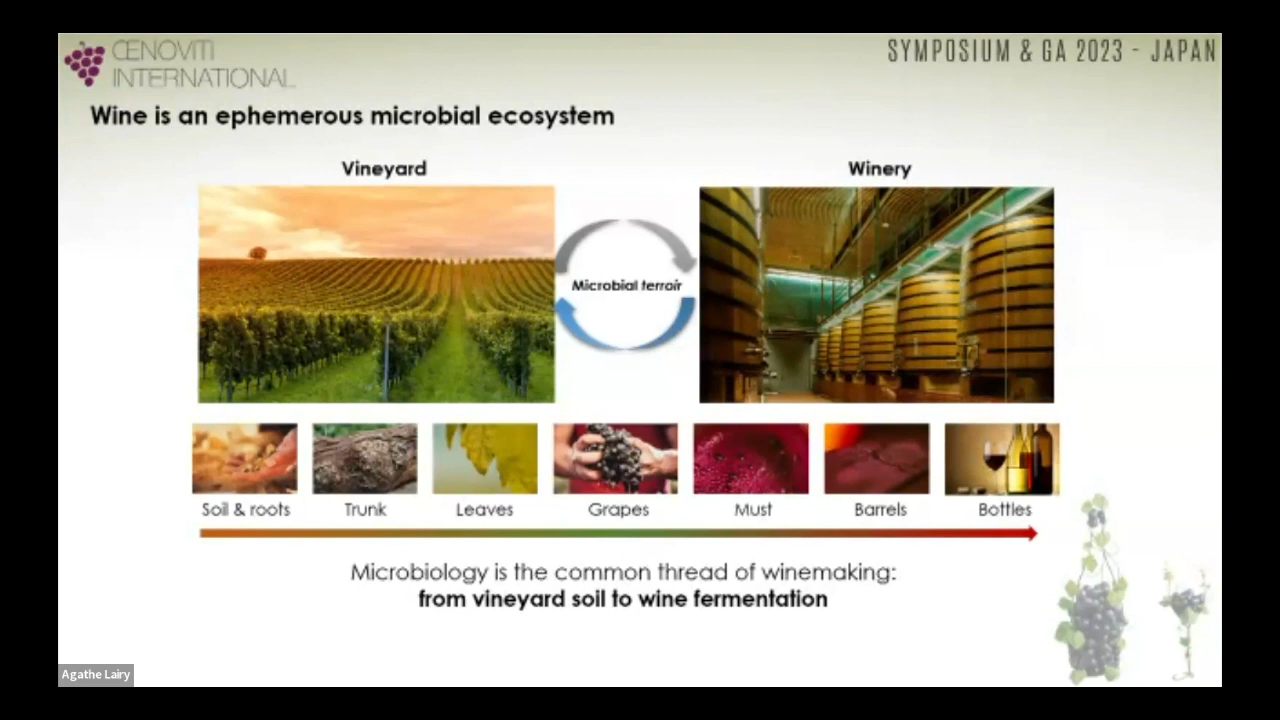 ŒNOVITI
INTERNATIONAL
SYMPOSIUM & GA 2023 - JAPAN
Wine is an ephemerous microbial ecosystem
Vineyard
Winery
Microbial terroir
Soil & roots
Trunk
Leaves
Grapes
Must
Barrels
Bottles
Microbiology is the common thread of winemaking:
from vineyard soil to wine fermentation
Agathe Lairy